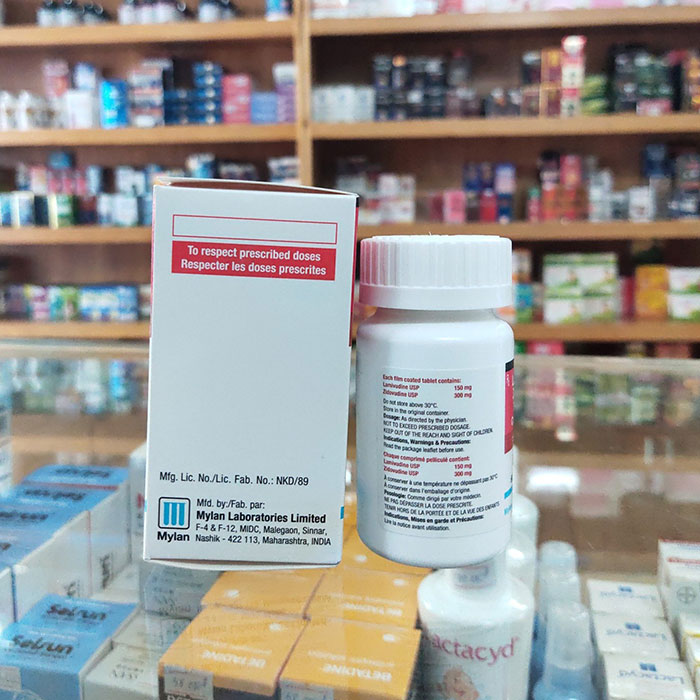 To respect prescribed doses
Respecter les doses prescrites
Mfg. Lic. No./Lic. Fab. No.: NKD/89
Mfd. by:/Fab. par:
Mylan Laboratories Limited
F-4 & F-12, MIDC, Malegaon, Sinnar,
Nashik - 422 113, Maharashtra, INDIA
Mylan
Each film coated tablet contains:
Lamivudine USP 150 mg
Zidovudine USP 300 mg
Do not store above 30°C.
Store in the original container.
Dosage: As directed by the physician.
NOT TO EXCEED PRESCRIBED DOSAGE.
KEEP OUT OF THE REACH AND SIGHT OF CHILDREN.
Indications, Warnings & Precautions:
Read the package leaflet before use.
Chaque comprimé pelliculé contient:
Lamivudine USP 150 mg
Zidovudine USP 300 mg
À conserver à une température ne dépassant pas 30°C
À conserver dans l'emballage d'origine.
Posologie: Comme dirigé par votre médecin.
NE PAS DÉPASSER LA DOSE PRESCRITE.
TENIR HORS DE LA PORTÉE ET DE LA VUE DES ENFANTS
Indications, Mises en garde et Précautions:
Lire la notice avant utilisation.
Selsun
BETADINE
BETADINE
Lactacyd
Lactacyd